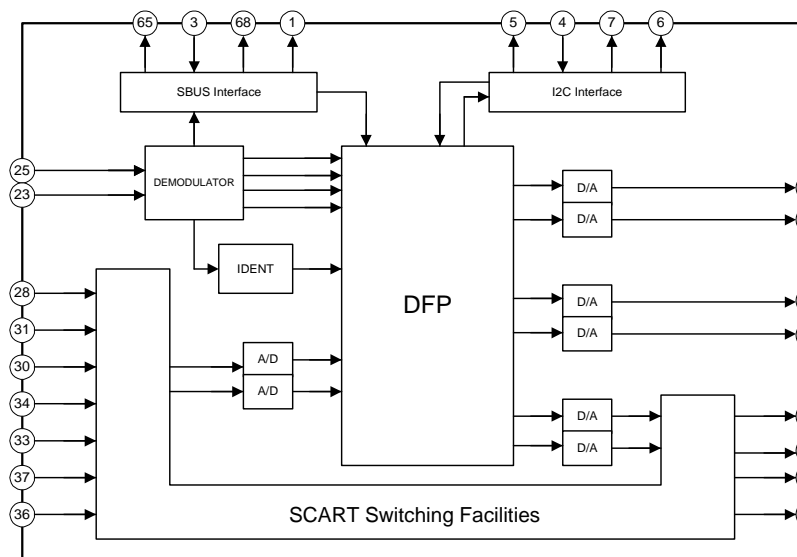 65 3 68 1 5 4 7 6
SBUS Interface
I2C Interface
25
23
DEMODULATOR
D/A
D/A
IDENT
28
31
30
34
33
37
36
DFP
D/A
D/A
A/D
A/D
D/A
D/A
SCART Switching Facilities